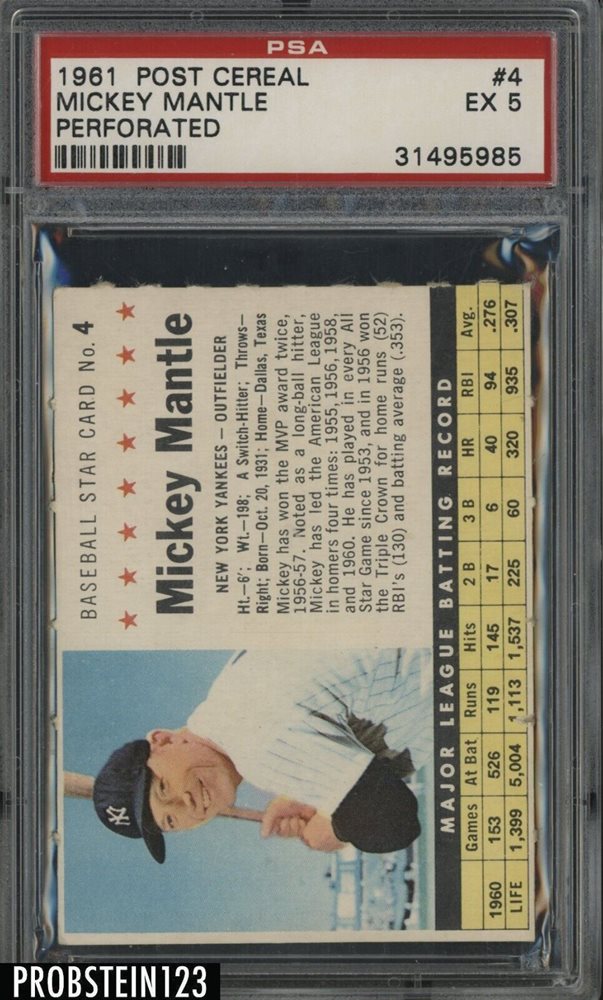 PSA
1961 POST CEREAL #4
MICKEY MANTLE EX 5
PERFORATED
31495985
BASEBALL STAR CARD No. 4
Mickey Mantle
NEW YORK YANKEES — OUTFIELDER
Ht.—6'; Wt.—198; A Switch-Hitter; Throws—
Right; Born—Oct. 20, 1931; Home—Dallas, Texas
Mickey has won the MVP award twice,
1956-57. Noted as a long-ball hitter,
Mickey has led the American League
in homers four times: 1955, 1956, 1958,
and 1960. He has played in every All
Star Game since 1953, and in 1956 won
the Triple Crown for home runs (52)
RBI's (130) and batting average (.353).
NY
MAJOR LEAGUE BATTING RECORD
Games At Bat Runs Hits 2 B 3 B HR RBI Avg.
1960 153 526 119 145 17 6 40 94 .276
LIFE 1,399 5,004 1,113 1,537 225 60 320 935 .307
PROBSTEIN123